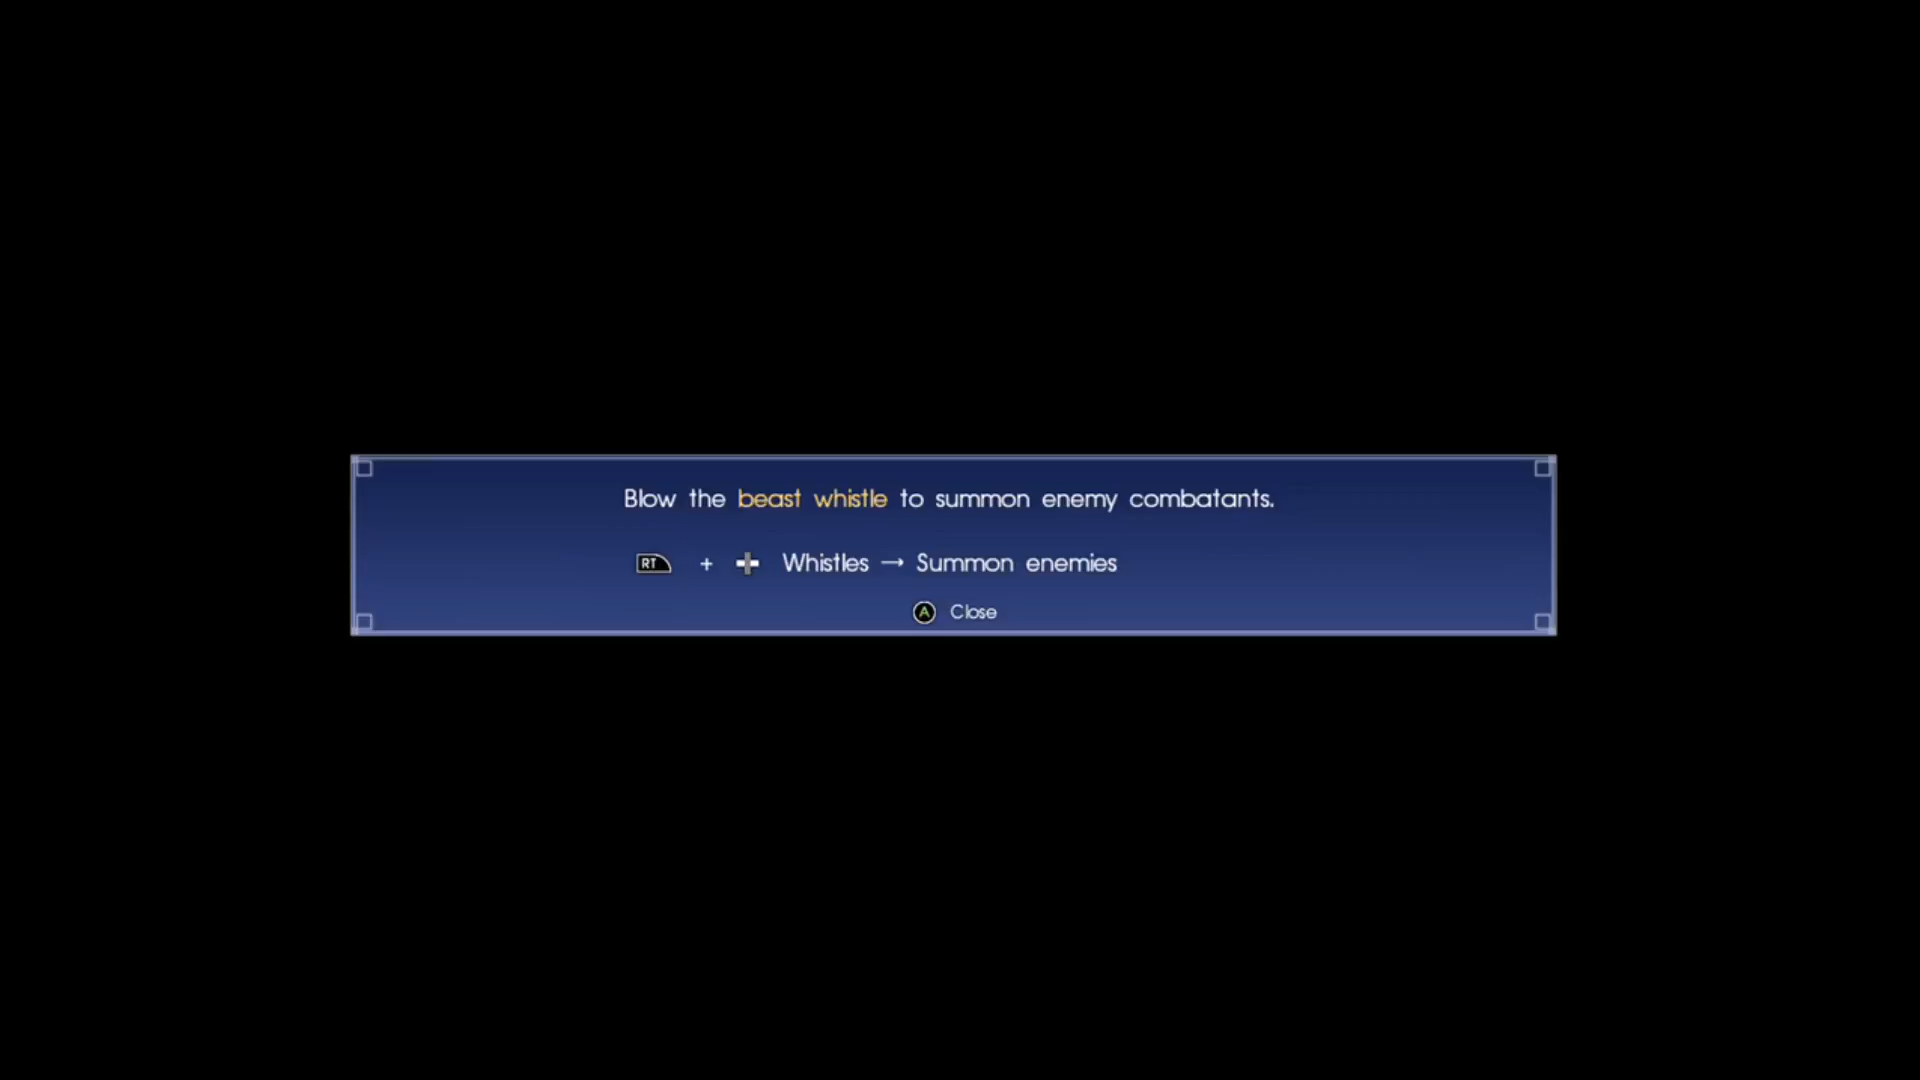 Blow the beast whistle to summon enemy combatants.
RT + Whistles → Summon enemies
A Close